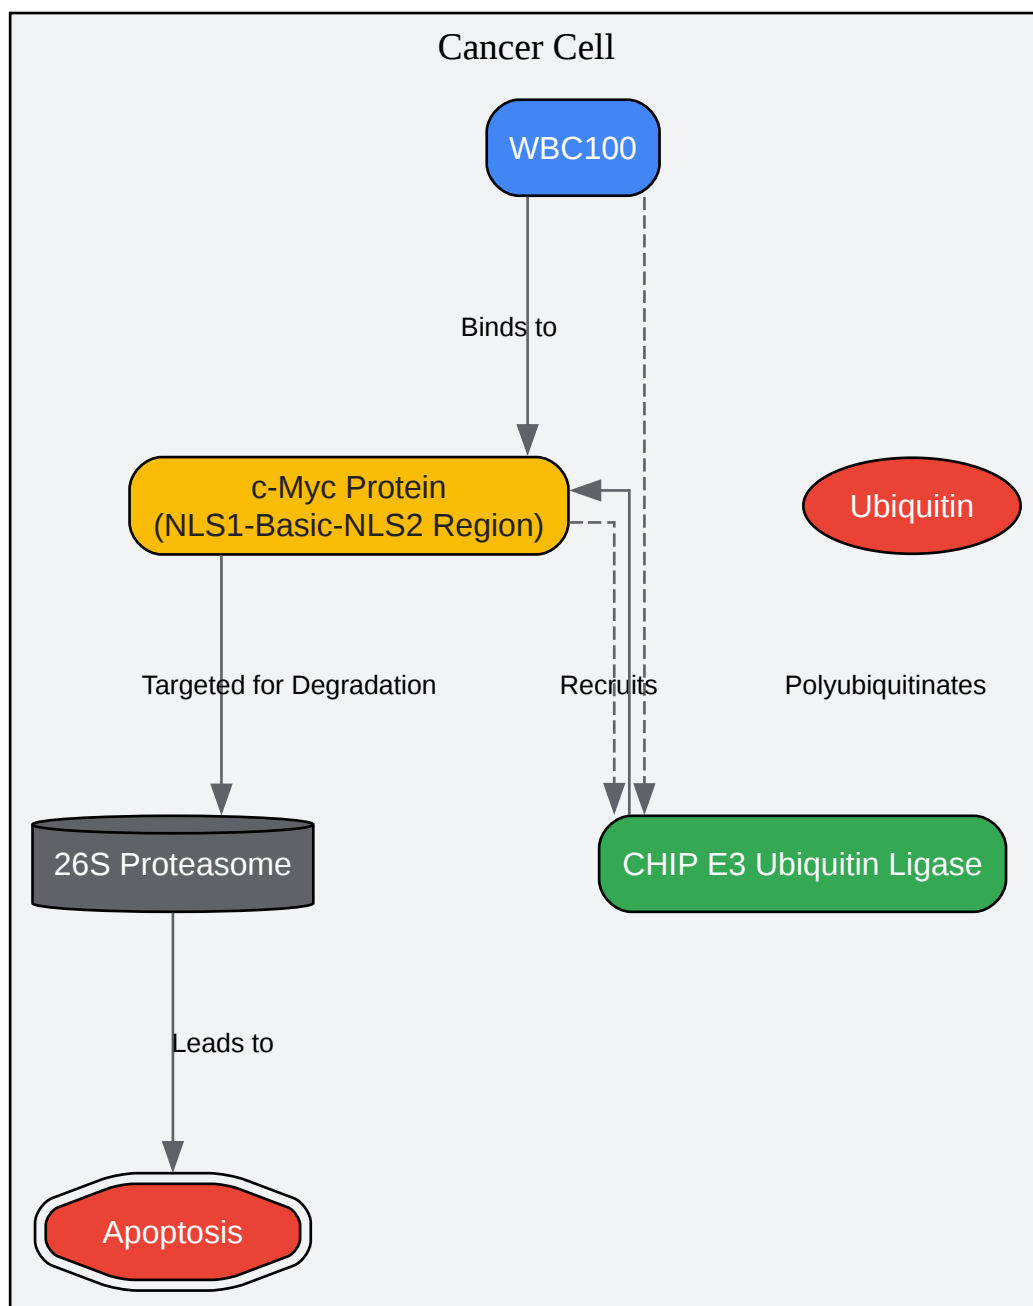 Cancer Cell
WBC100
Binds to
c-Myc Protein
(NLS1-Basic-NLS2 Region)
Ubiquitin
Targeted for Degradation
Recruits
Polyubiquitinates
26S Proteasome
CHIP E3 Ubiquitin Ligase
Leads to
Apoptosis